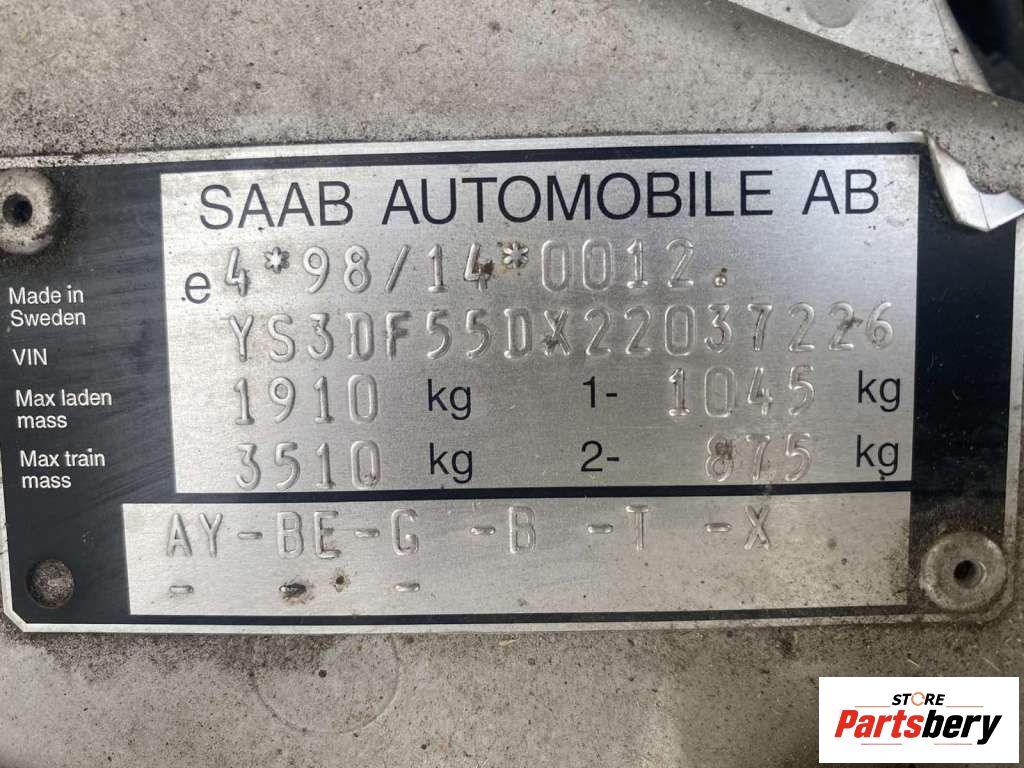 SAAB AUTOMOBILE AB
e4*98/14*0012.
Made in
Sweden
VIN YS3DF55DX22037226
Max laden
mass 1910 kg 1- 1045 kg
Max train
mass 3510 kg 2- 875 kg
AY-BE-G -B -T -X
- - -
STORE
Partsbery